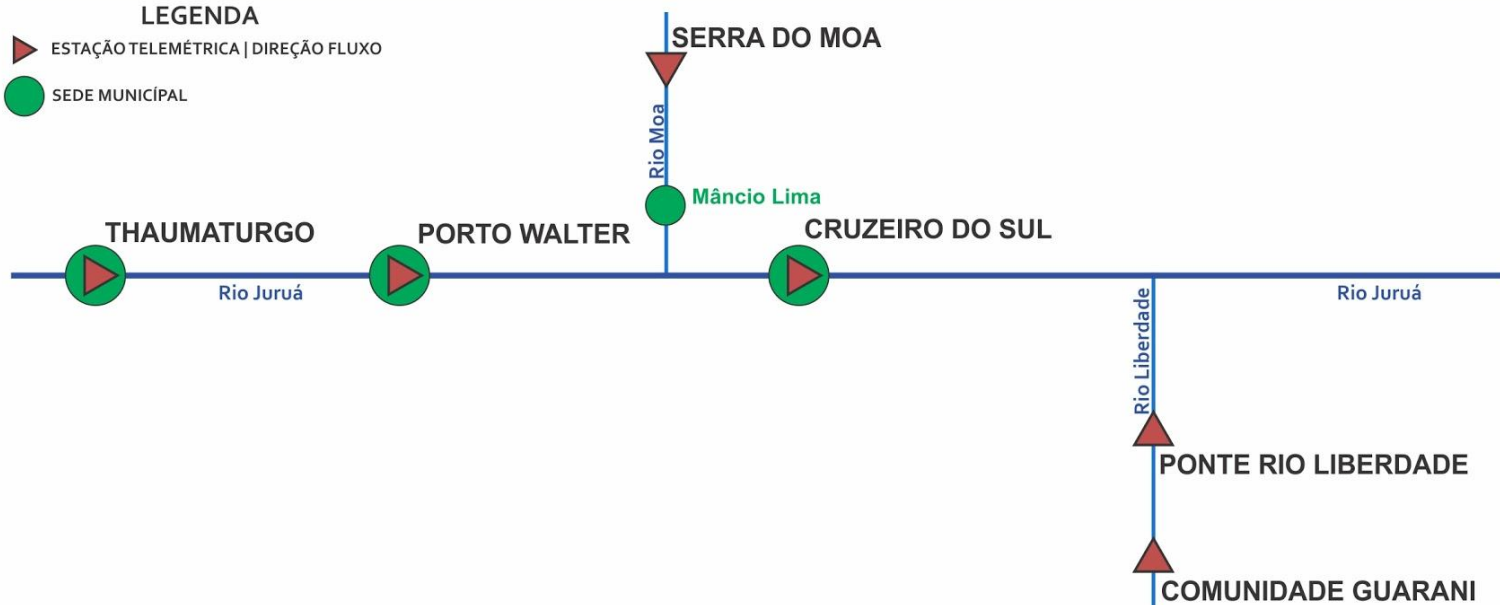 LEGENDA
ESTAÇÃO TELEMÉTRICA | DIREÇÃO FLUXO
SEDE MUNICÍPAL
SERRA DO MOA
Rio Moa
Mâncio Lima
THAUMATURGO
PORTO WALTER
CRUZEIRO DO SUL
Rio Juruá
Rio Juruá
Rio Liberdade
PONTE RIO LIBERDADE
COMUNIDADE GUARANI